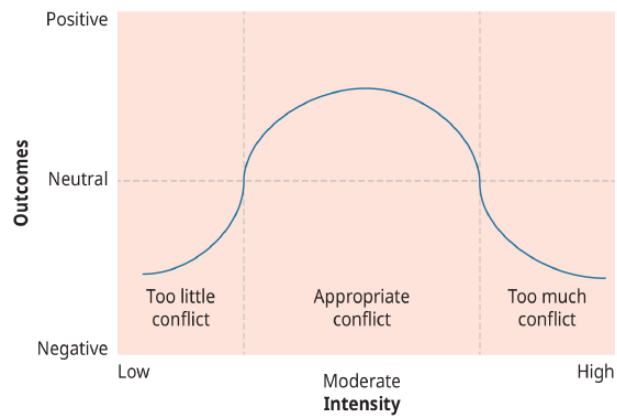 Positive
Outcomes
Neutral
Too little
conflict
Appropriate
conflict
Too much
conflict
Negative
Low
Moderate
High
Intensity